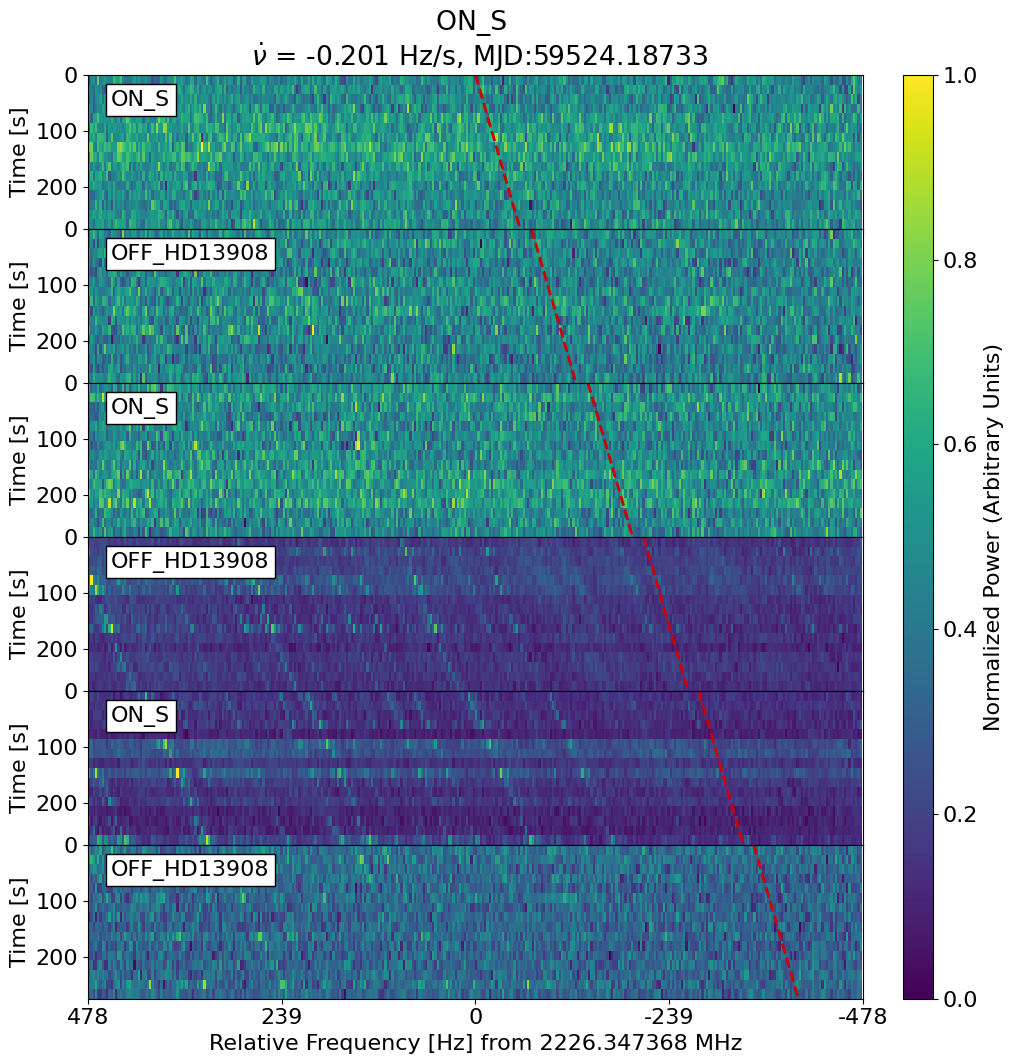 ON_S
ν̇ = -0.201 Hz/s, MJD:59524.18733
0
ON_S
100
Time [s]
200
0
OFF_HD13908
100
Time [s]
200
0
ON_S
100
Time [s]
200
0
OFF_HD13908
100
Time [s]
200
0
ON_S
100
Time [s]
200
0
OFF_HD13908
100
Time [s]
200
478 239 0 -239 -478
Relative Frequency [Hz] from 2226.347368 MHz
1.0
0.8
0.6
0.4
0.2
0.0
Normalized Power (Arbitrary Units)